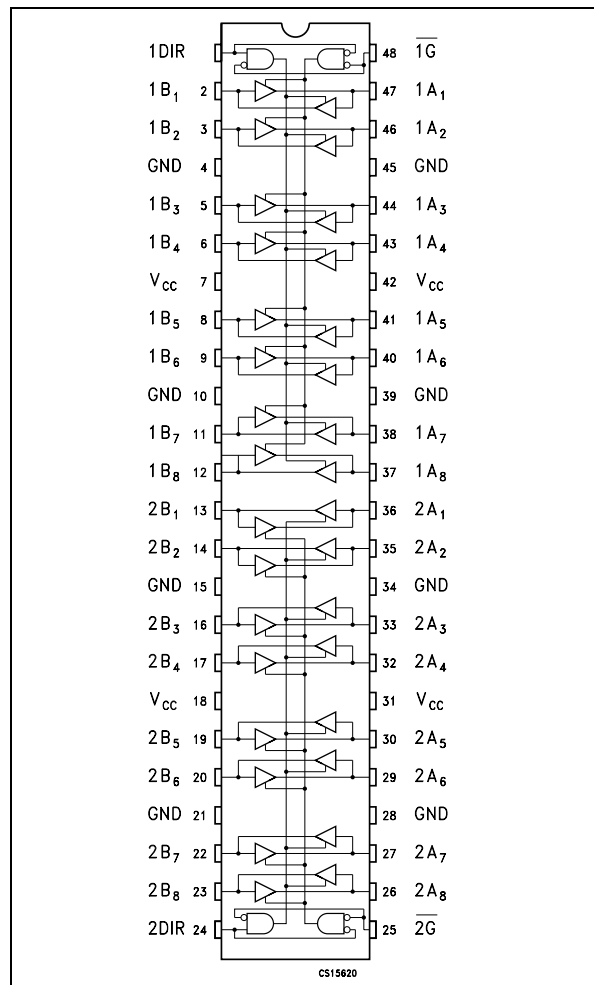 1DIR 48 1G̅
1B₁ 2 47 1A₁
1B₂ 3 46 1A₂
GND 4 45 GND
1B₃ 5 44 1A₃
1B₄ 6 43 1A₄
VCC 7 42 VCC
1B₅ 8 41 1A₅
1B₆ 9 40 1A₆
GND 10 39 GND
1B₇ 11 38 1A₇
1B₈ 12 37 1A₈
2B₁ 13 36 2A₁
2B₂ 14 35 2A₂
GND 15 34 GND
2B₃ 16 33 2A₃
2B₄ 17 32 2A₄
VCC 18 31 VCC
2B₅ 19 30 2A₅
2B₆ 20 29 2A₆
GND 21 28 GND
2B₇ 22 27 2A₇
2B₈ 23 26 2A₈
2DIR 24 25 2G̅
CS15620